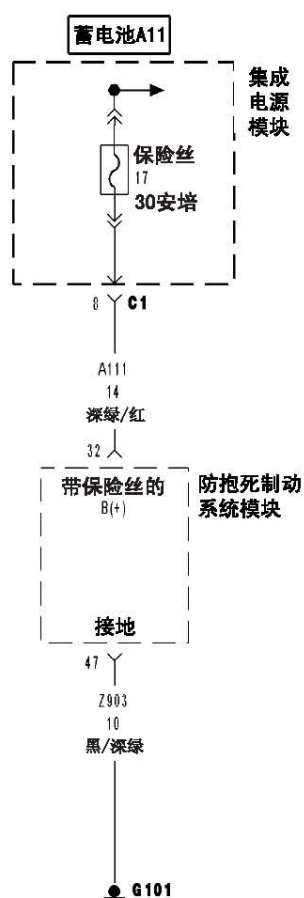 蓄电池A11
集成
电源
模块
保险丝
17
30安培
8 C1
A111
14
深绿/红
32
带保险丝的
B(+)
防抱死制动
系统模块
接地
47
Z903
10
黑/深绿
G101